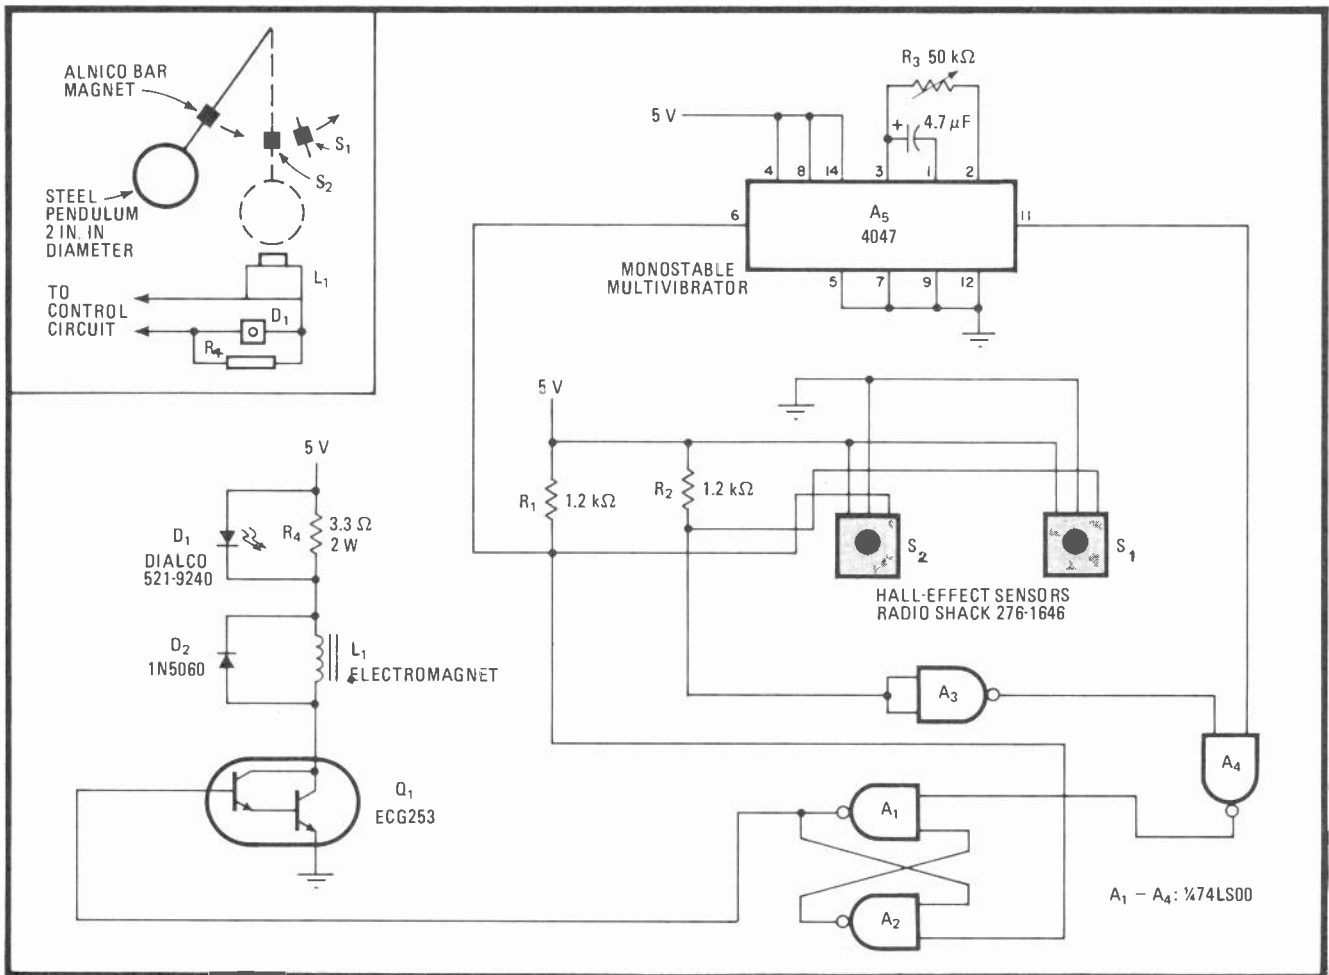 ALNICO BAR
MAGNET
S1
S2
STEEL
PENDULUM
2 IN. IN
DIAMETER
L1
TO
CONTROL
CIRCUIT
D1
R4
R3 50 kΩ
5 V
+
4.7 μF
4
8
14
3
1
2
6
A5
4047
11
MONOSTABLE
MULTIVIBRATOR
5
7
9
12
5 V
R1
1.2 kΩ
R2
1.2 kΩ
S2
S1
HALL-EFFECT SENSORS
RADIO SHACK 276-1646
5 V
D1
DIALCO
521-9240
R4
3.3 Ω
2 W
D2
1N5060
L1
ELECTROMAGNET
A3
A4
Q1
ECG253
A1
A2
A1 – A4: ¼74LS00